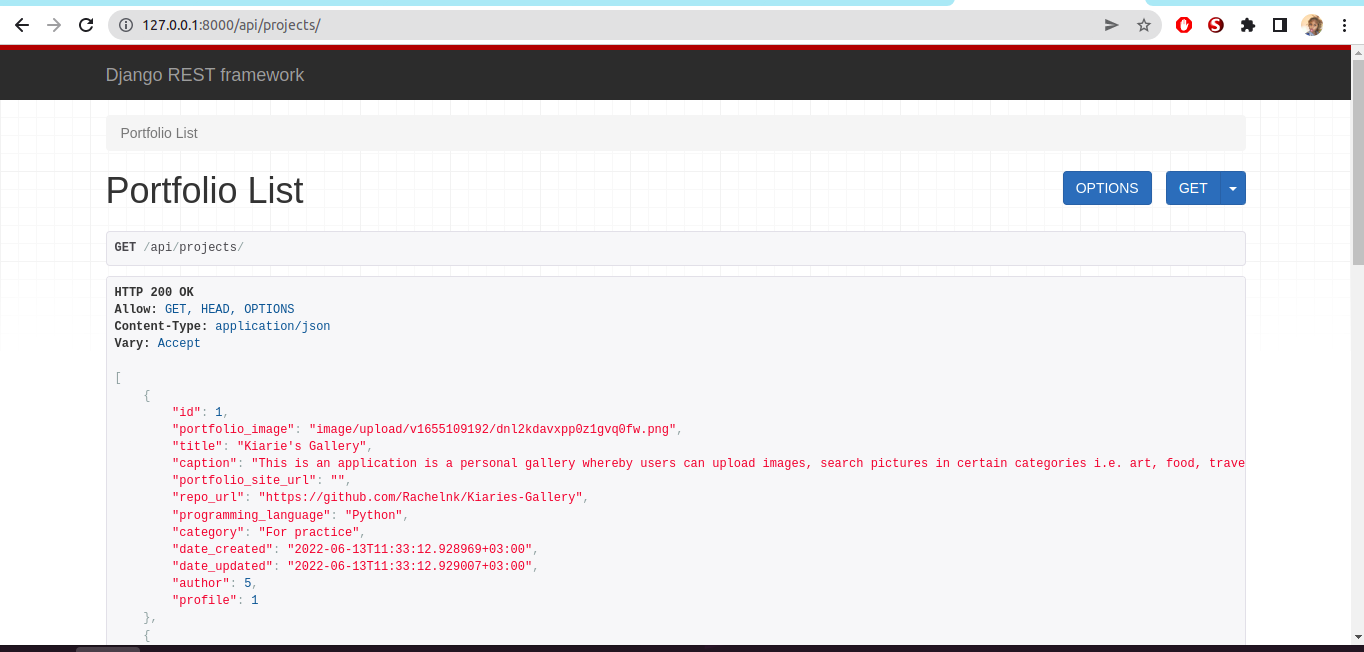 127.0.0.1:8000/api/projects/
Django REST framework
Portfolio List
Portfolio List
OPTIONS
GET
GET /api/projects/
HTTP 200 OK
Allow: GET, HEAD, OPTIONS
Content-Type: application/json
Vary: Accept
[
{
"id": 1,
"portfolio_image": "image/upload/v1655109192/dnl2kdavxpp0z1gvq0fw.png",
"title": "Kiarie's Gallery",
"caption": "This is an application is a personal gallery whereby users can upload images, search pictures in certain categories i.e. art, food, trave
"portfolio_site_url": "",
"repo_url": "https://github.com/Rachelnk/Kiaries-Gallery",
"programming_language": "Python",
"category": "For practice",
"date_created": "2022-06-13T11:33:12.928969+03:00",
"date_updated": "2022-06-13T11:33:12.929007+03:00",
"author": 5,
"profile": 1
},
{